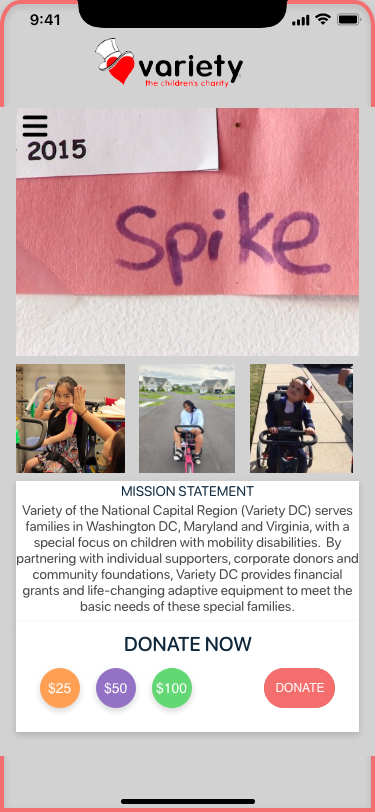 9:41
variety
the children's charity
2015
Spike
MISSION STATEMENT
Variety of the National Capital Region (Variety DC) serves
families in Washington DC, Maryland and Virginia, with a
special focus on children with mobility disabilities. By
partnering with individual supporters, corporate donors and
community foundations, Variety DC provides financial
grants and life-changing adaptive equipment to meet the
basic needs of these special families.
DONATE NOW
$25 $50 $100 DONATE